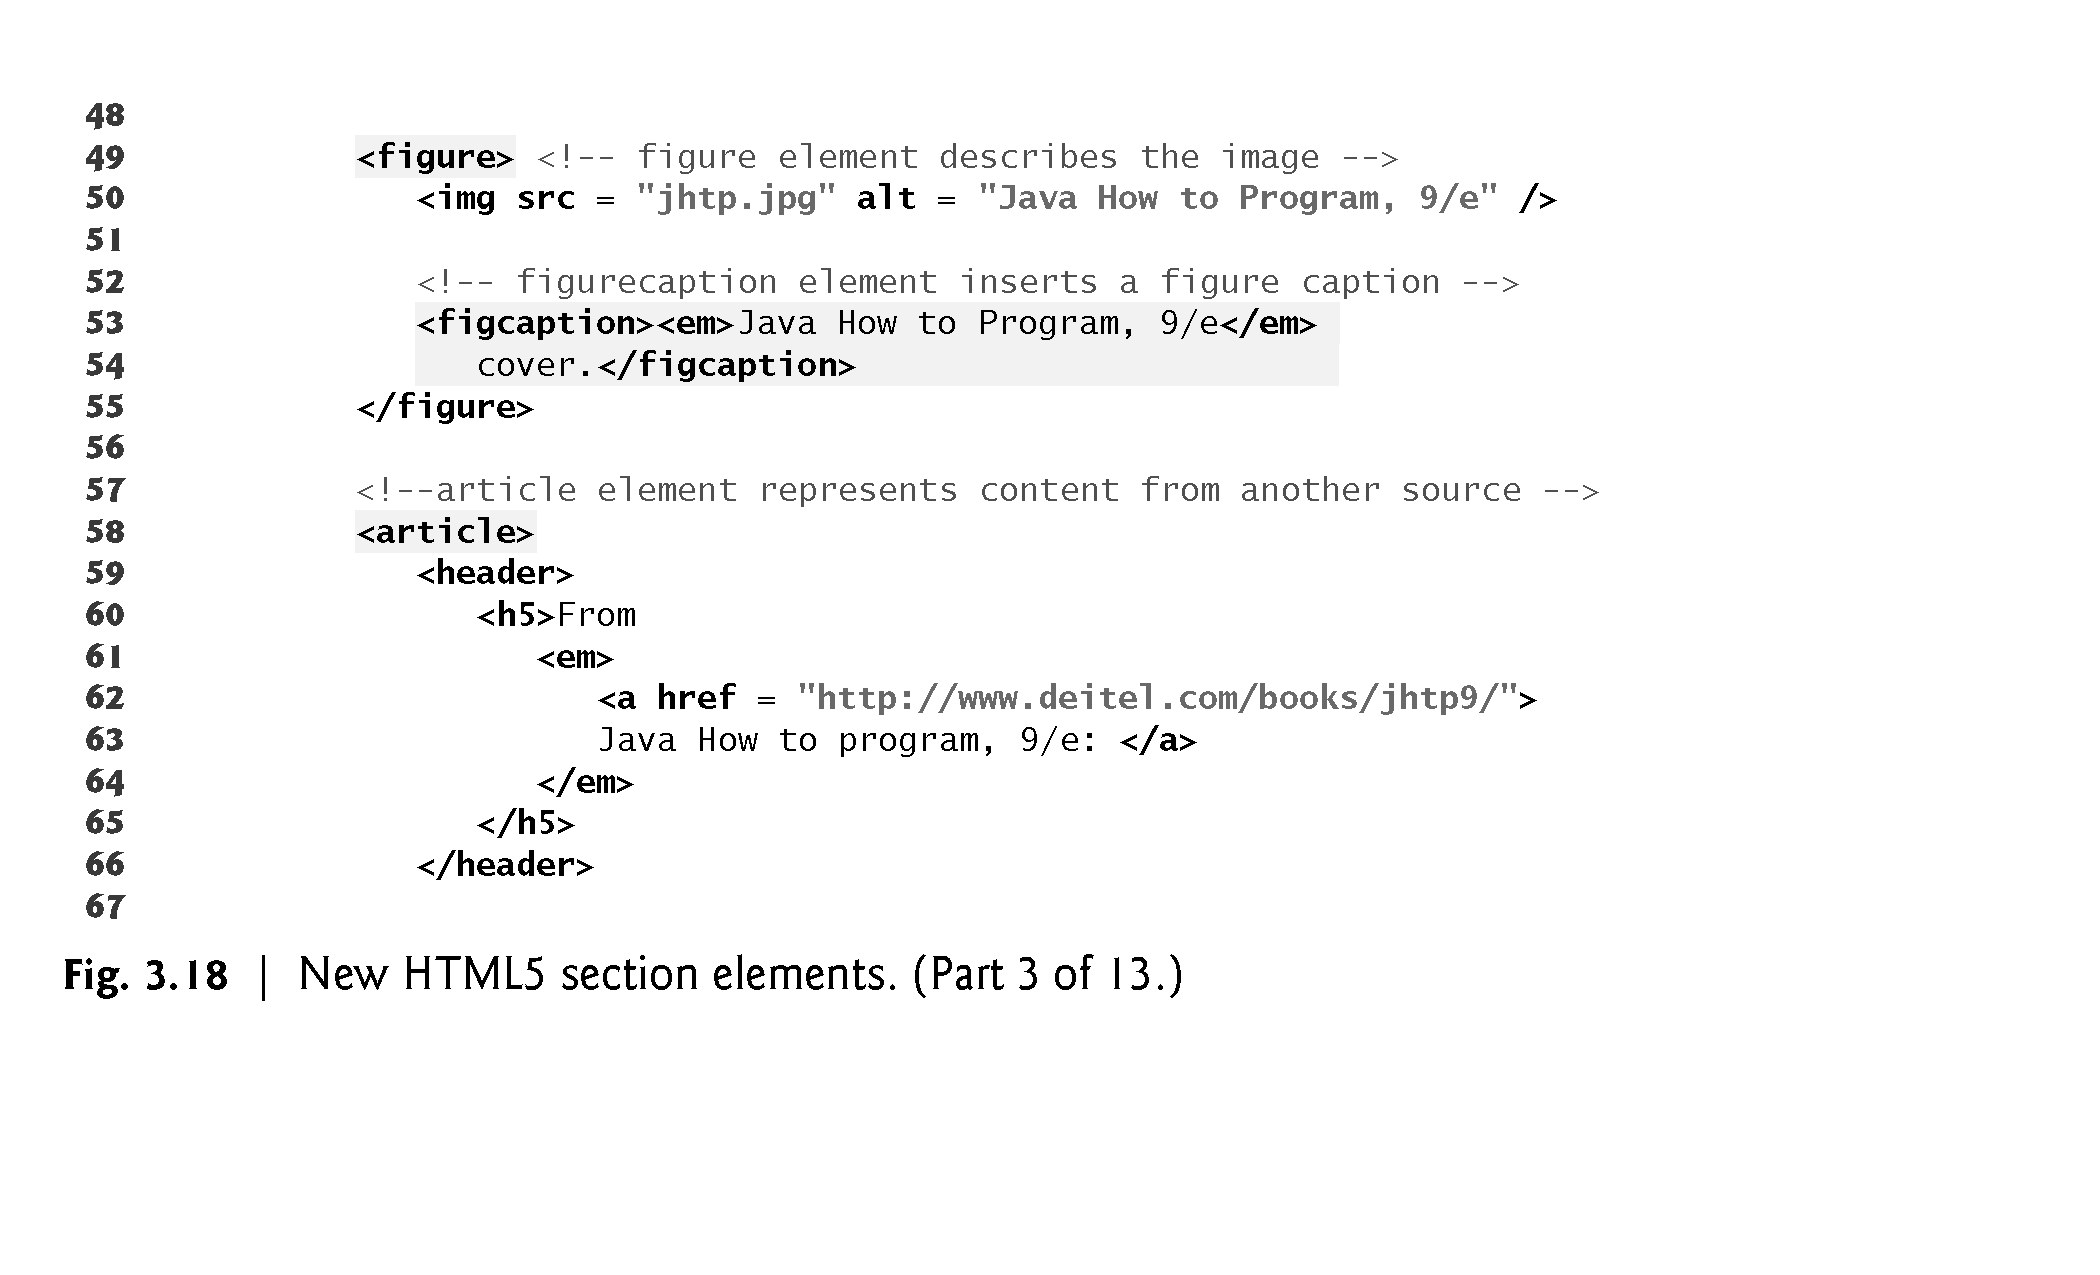 48
49 <figure> <!-- figure element describes the image -->
50 <img src = "jhtp.jpg" alt = "Java How to Program, 9/e" />
51
52 <!-- figurecaption element inserts a figure caption -->
53 <figcaption><em>Java How to Program, 9/e</em>
54 cover.</figcaption>
55 </figure>
56
57 <!--article element represents content from another source -->
58 <article>
59 <header>
60 <h5>From
61 <em>
62 <a href = "http://www.deitel.com/books/jhtp9/">
63 Java How to program, 9/e: </a>
64 </em>
65 </h5>
66 </header>
67
Fig. 3.18 | New HTML5 section elements. (Part 3 of 13.)